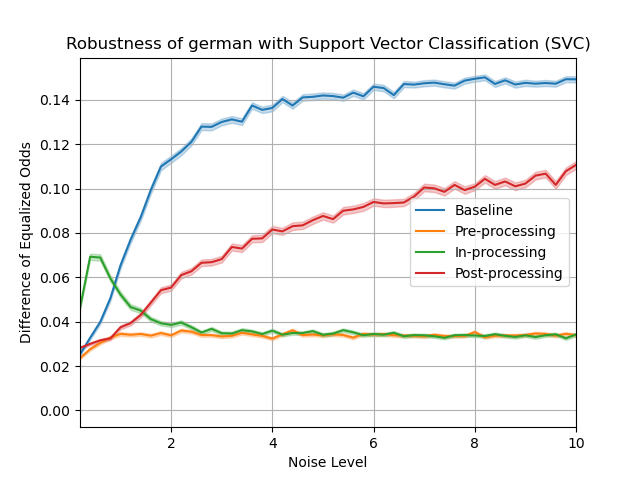 Robustness of german with Support Vector Classification (SVC)
Difference of Equalized Odds
0.14
0.12
0.10
0.08
0.06
0.04
0.02
0.00
Baseline
Pre-processing
In-processing
Post-processing
2 4 6 8 10
Noise Level